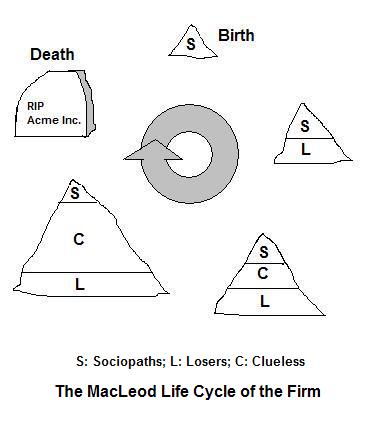 Birth
S
Death
RIP
Acme Inc.
S
L
S
C
L
S
C
L
S: Sociopaths; L: Losers; C: Clueless
The MacLeod Life Cycle of the Firm